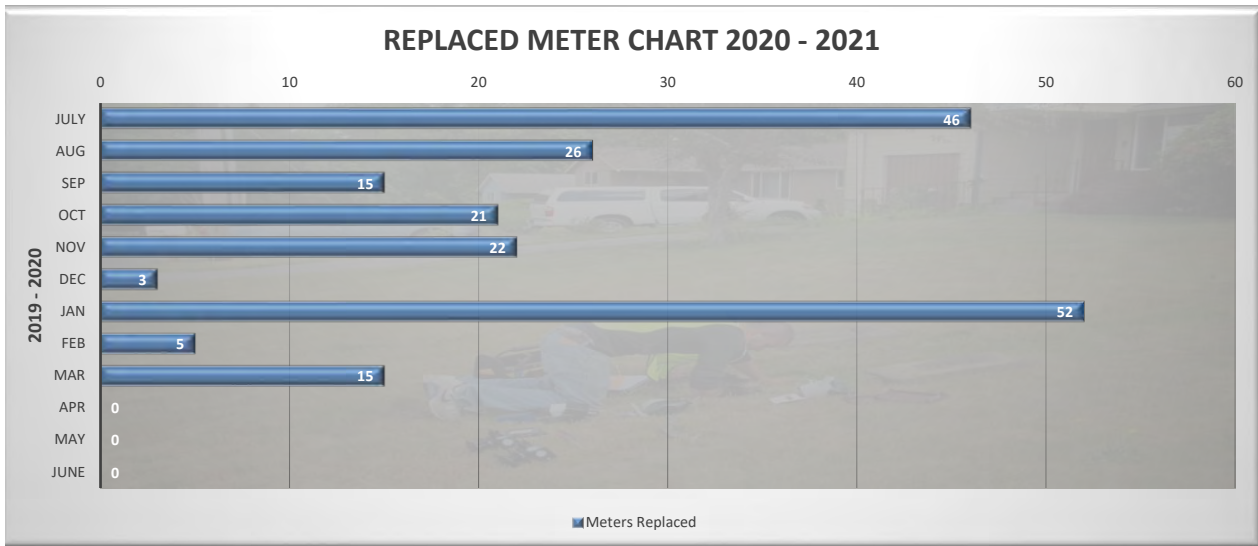 REPLACED METER CHART 2020 - 2021
0 10 20 30 40 50 60
2019 - 2020
JULY 46
AUG 26
SEP 15
OCT 21
NOV 22
DEC 3
JAN 52
FEB 5
MAR 15
APR 0
MAY 0
JUNE 0
Meters Replaced